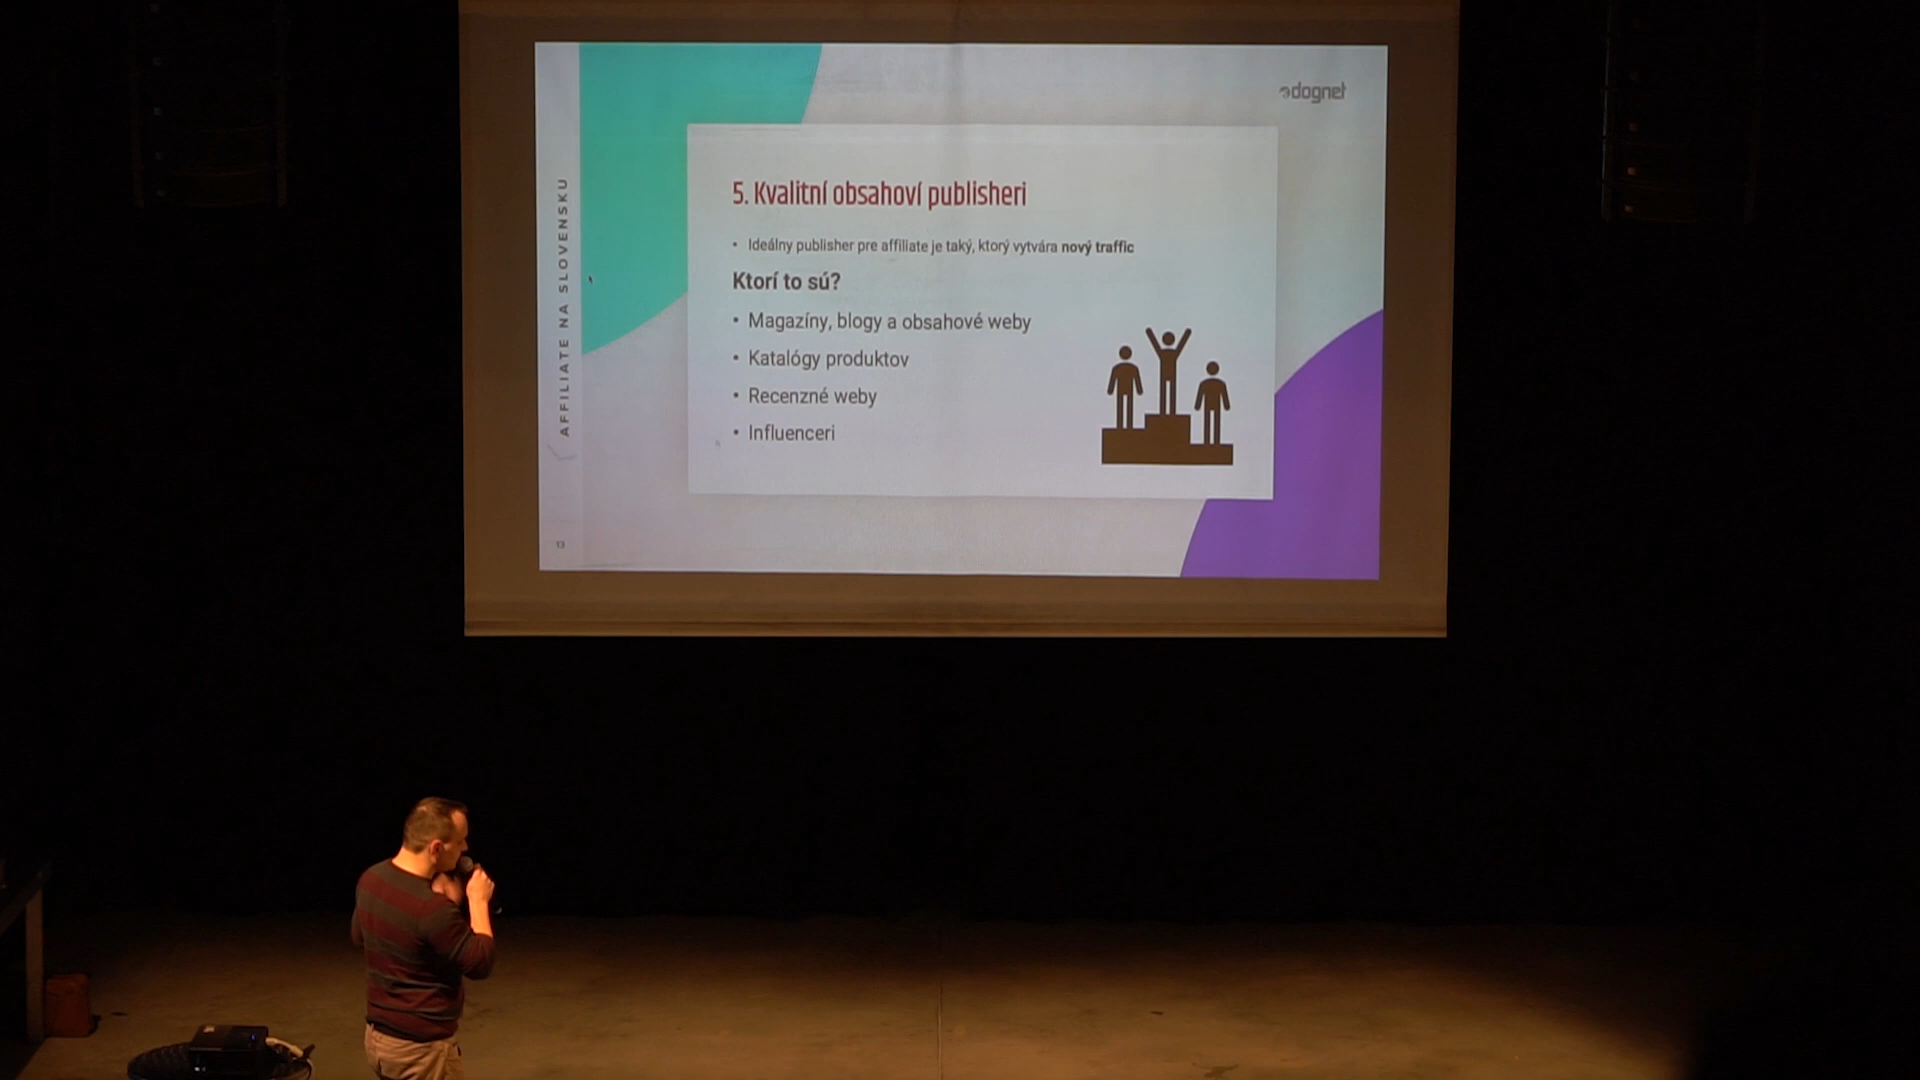 dognet
AFFILIATE NA SLOVENSKU
5. Kvalitní obsahoví publisheri
• Ideálny publisher pre affiliate je taký, ktorý vytvára nový traffic
Ktorí to sú?
• Magazíny, blogy a obsahové weby
• Katalógy produktov
• Recenzné weby
• Influenceri
13